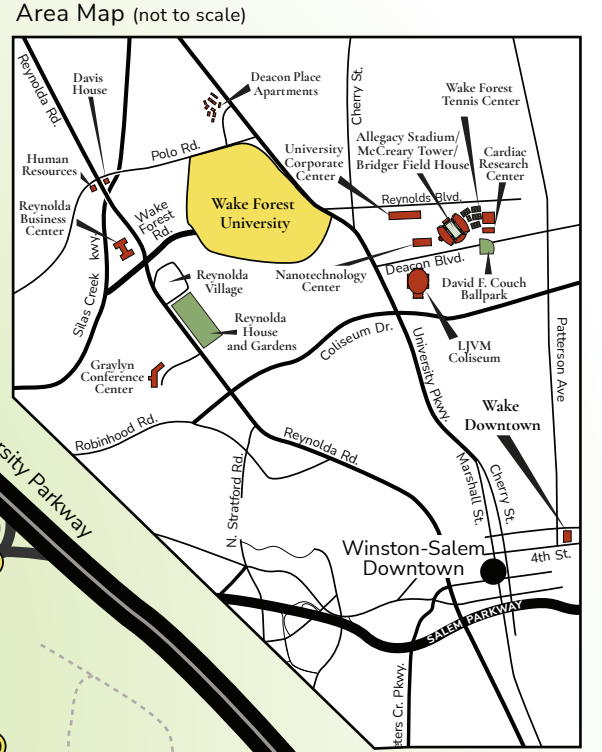 Area Map (not to scale)
Reynolda Rd.
Davis
House
Deacon Place
Apartments
Cherry St.
Wake Forest
Tennis Center
Polo Rd.
University
Corporate
Center
Allegacy Stadium/
McCreary Tower/
Bridger Field House
Cardiac
Research
Center
Human
Resources
Reynolda
Business
Center
Wake
Forest
Rd.
Wake Forest
University
Reynolds Blvd.
Silas Creek kwy.
Reynolda
Village
Nanotechnology
Center
Deacon Blvd.
David F. Couch
Ballpark
Reynolda
House
and Gardens
Coliseum Dr.
University Pkwy.
LJVM
Coliseum
Patterson Ave
Graylyn
Conference
Center
Wake
Downtown
Robinhood Rd.
Reynolda Rd.
N. Stratford Rd.
Marshall St.
Cherry St.
rsity Parkway
Winston-Salem
Downtown
4th St.
SALEM PARKWAY
ters Cr. Pkwy.